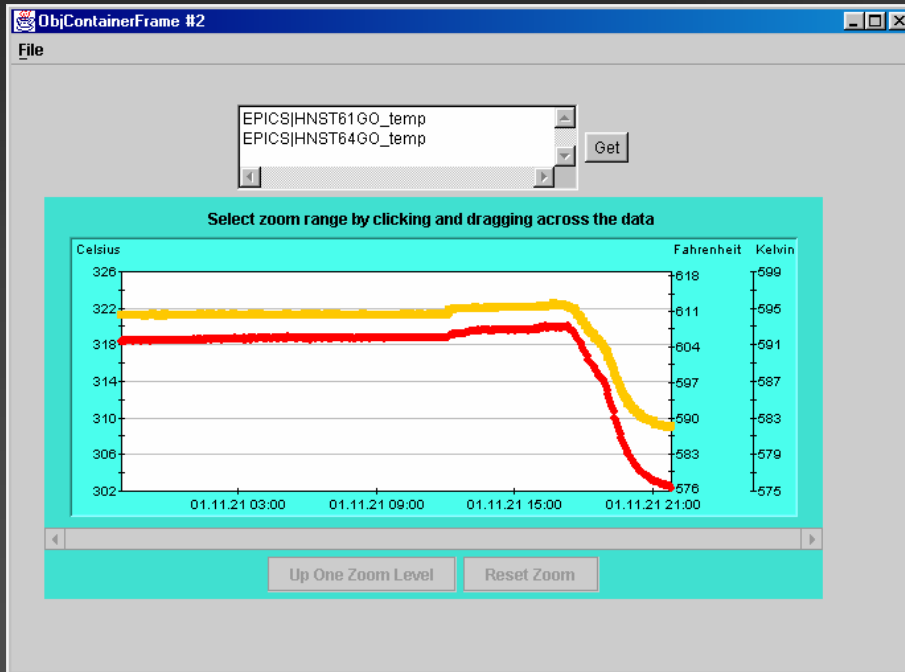 ObjContainerFrame #2
File
EPICS|HNST61GO_temp
EPICS|HNST64GO_temp
Get
Select zoom range by clicking and dragging across the data
Celsius Fahrenheit Kelvin
326 618 599
322 611 595
318 604 591
314 597 587
310 590 583
306 583 579
302 576 575
01.11.21 03:00 01.11.21 09:00 01.11.21 15:00 01.11.21 21:00
Up One Zoom Level Reset Zoom